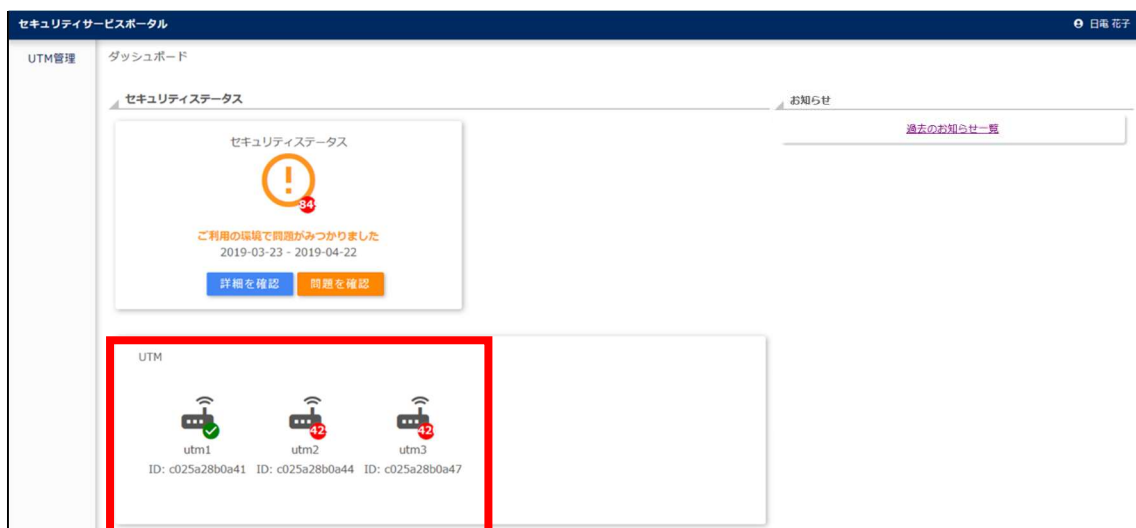 セキュリティサービスポータル
日電 花子
UTM管理
ダッシュボード
セキュリティステータス
セキュリティステータス
84
ご利用の環境で問題がみつかりました
2019-03-23 - 2019-04-22
詳細を確認 問題を確認
お知らせ
過去のお知らせ一覧
UTM
42 42
utm1 utm2 utm3
ID: c025a28b0a41 ID: c025a28b0a44 ID: c025a28b0a47